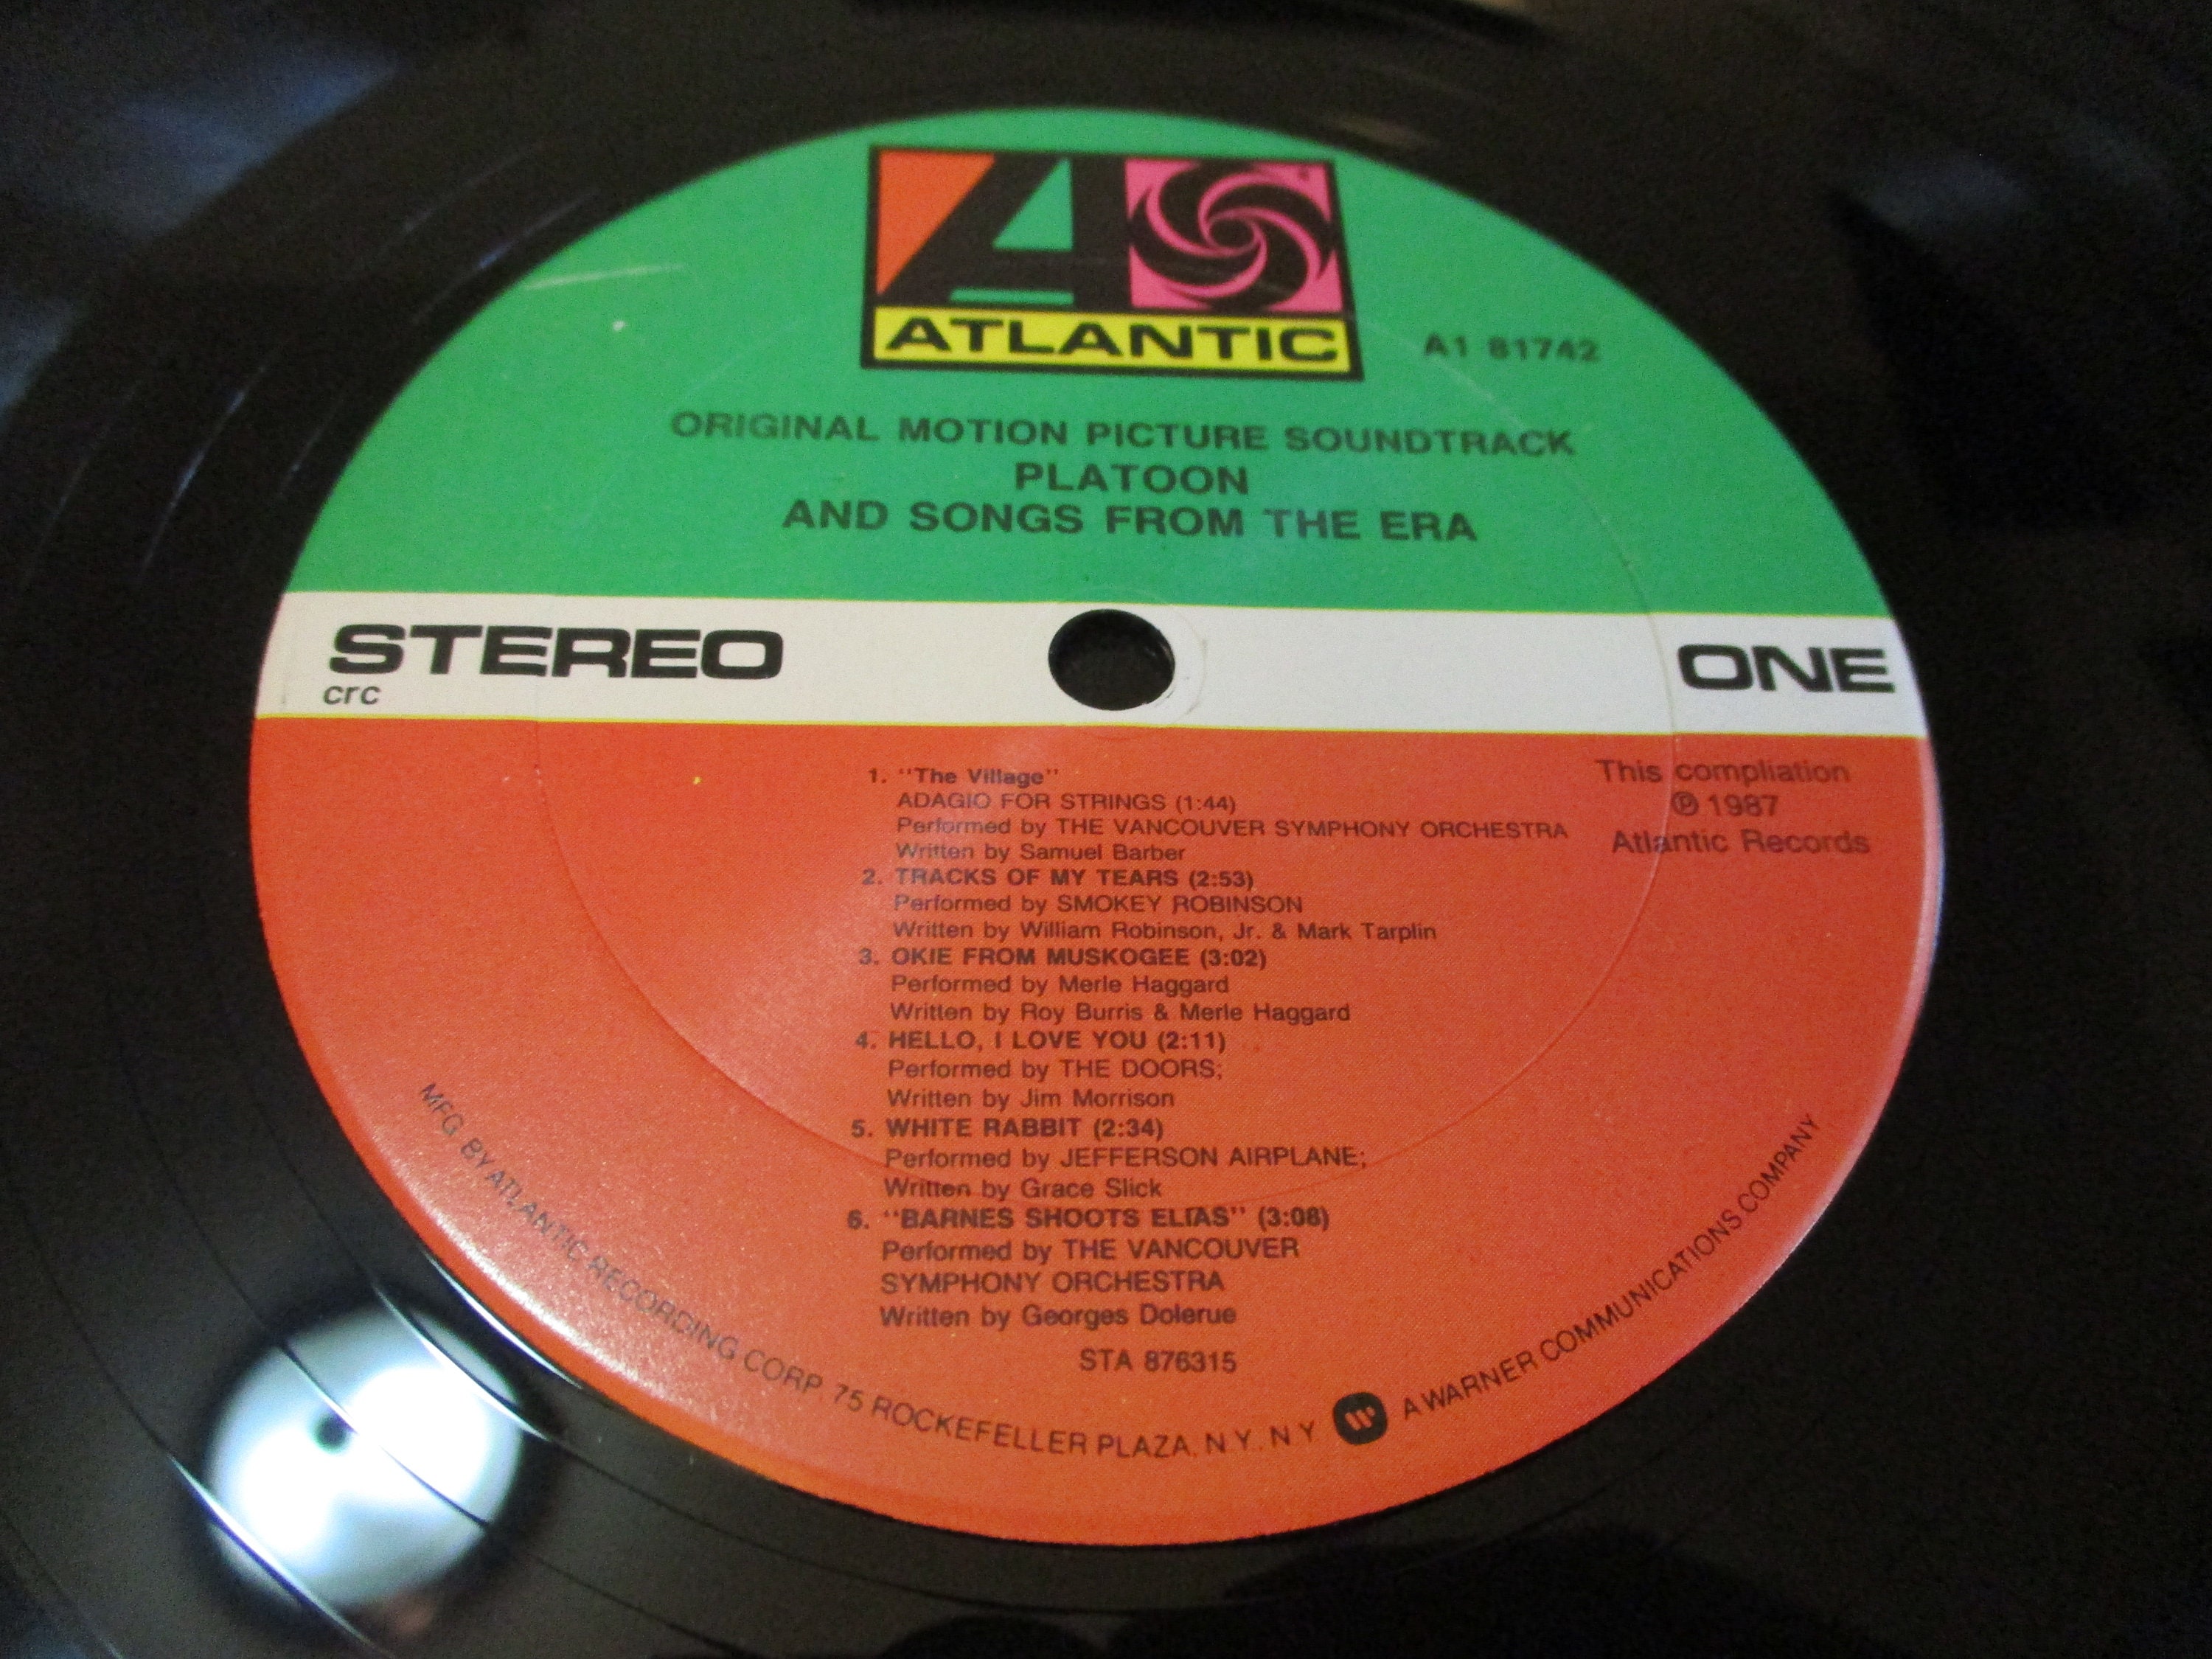 ATLANTIC
A1 81742
ORIGINAL MOTION PICTURE SOUNDTRACK
PLATOON
AND SONGS FROM THE ERA
STEREO
crc
ONE
This compliation
℗ 1987
Atlantic Records
1. "The Village"
ADAGIO FOR STRINGS (1:44)
Performed by THE VANCOUVER SYMPHONY ORCHESTRA
Written by Samuel Barber
2. TRACKS OF MY TEARS (2:53)
Performed by SMOKEY ROBINSON
Written by William Robinson, Jr. & Mark Tarplin
3. OKIE FROM MUSKOGEE (3:02)
Performed by Merle Haggard
Written by Roy Burris & Merle Haggard
4. HELLO, I LOVE YOU (2:11)
Performed by THE DOORS;
Written by Jim Morrison
5. WHITE RABBIT (2:34)
Performed by JEFFERSON AIRPLANE;
Written by Grace Slick
6. "BARNES SHOOTS ELIAS" (3:08)
Performed by THE VANCOUVER
SYMPHONY ORCHESTRA
Written by Georges Dolerue
STA 876315
MFG BY ATLANTIC RECORDING CORP. 75 ROCKEFELLER PLAZA, N.Y. N.Y. W A WARNER COMMUNICATIONS COMPANY